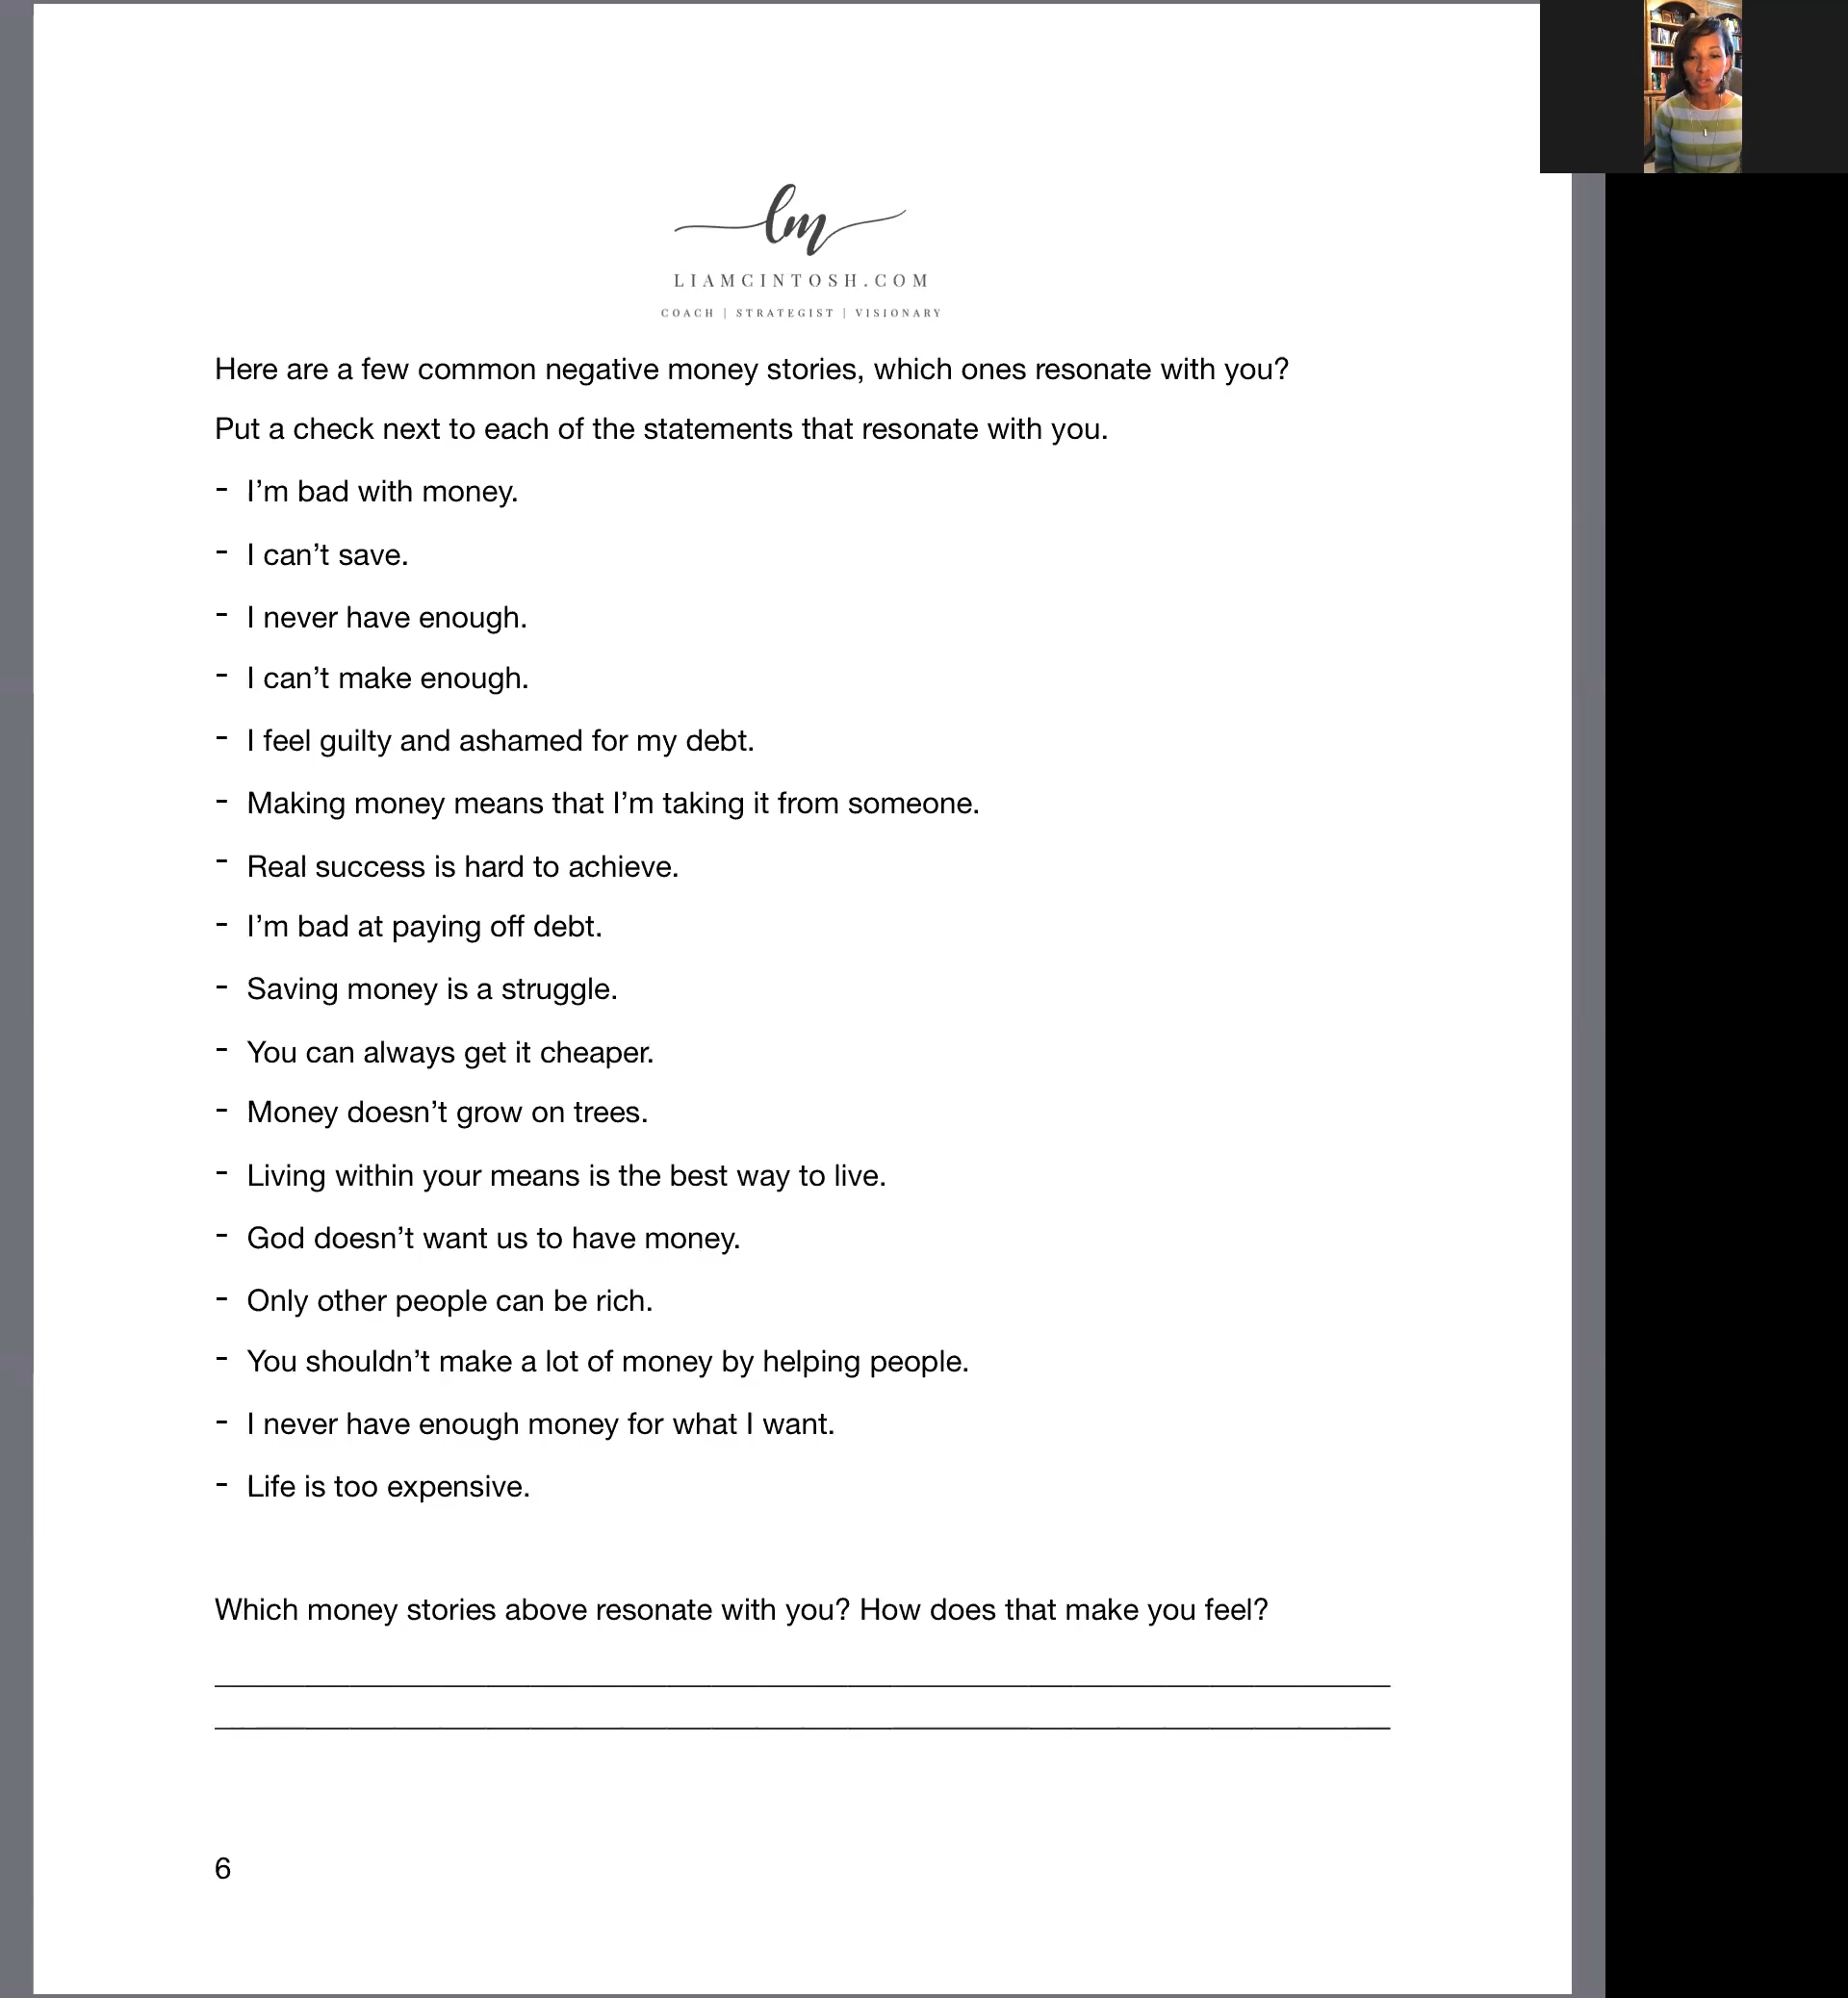 lm
LIAMCINTOSH.COM
COACH | STRATEGIST | VISIONARY
Here are a few common negative money stories, which ones resonate with you?
Put a check next to each of the statements that resonate with you.
- I’m bad with money.
- I can’t save.
- I never have enough.
- I can’t make enough.
- I feel guilty and ashamed for my debt.
- Making money means that I’m taking it from someone.
- Real success is hard to achieve.
- I’m bad at paying off debt.
- Saving money is a struggle.
- You can always get it cheaper.
- Money doesn’t grow on trees.
- Living within your means is the best way to live.
- God doesn’t want us to have money.
- Only other people can be rich.
- You shouldn’t make a lot of money by helping people.
- I never have enough money for what I want.
- Life is too expensive.
Which money stories above resonate with you? How does that make you feel?
6